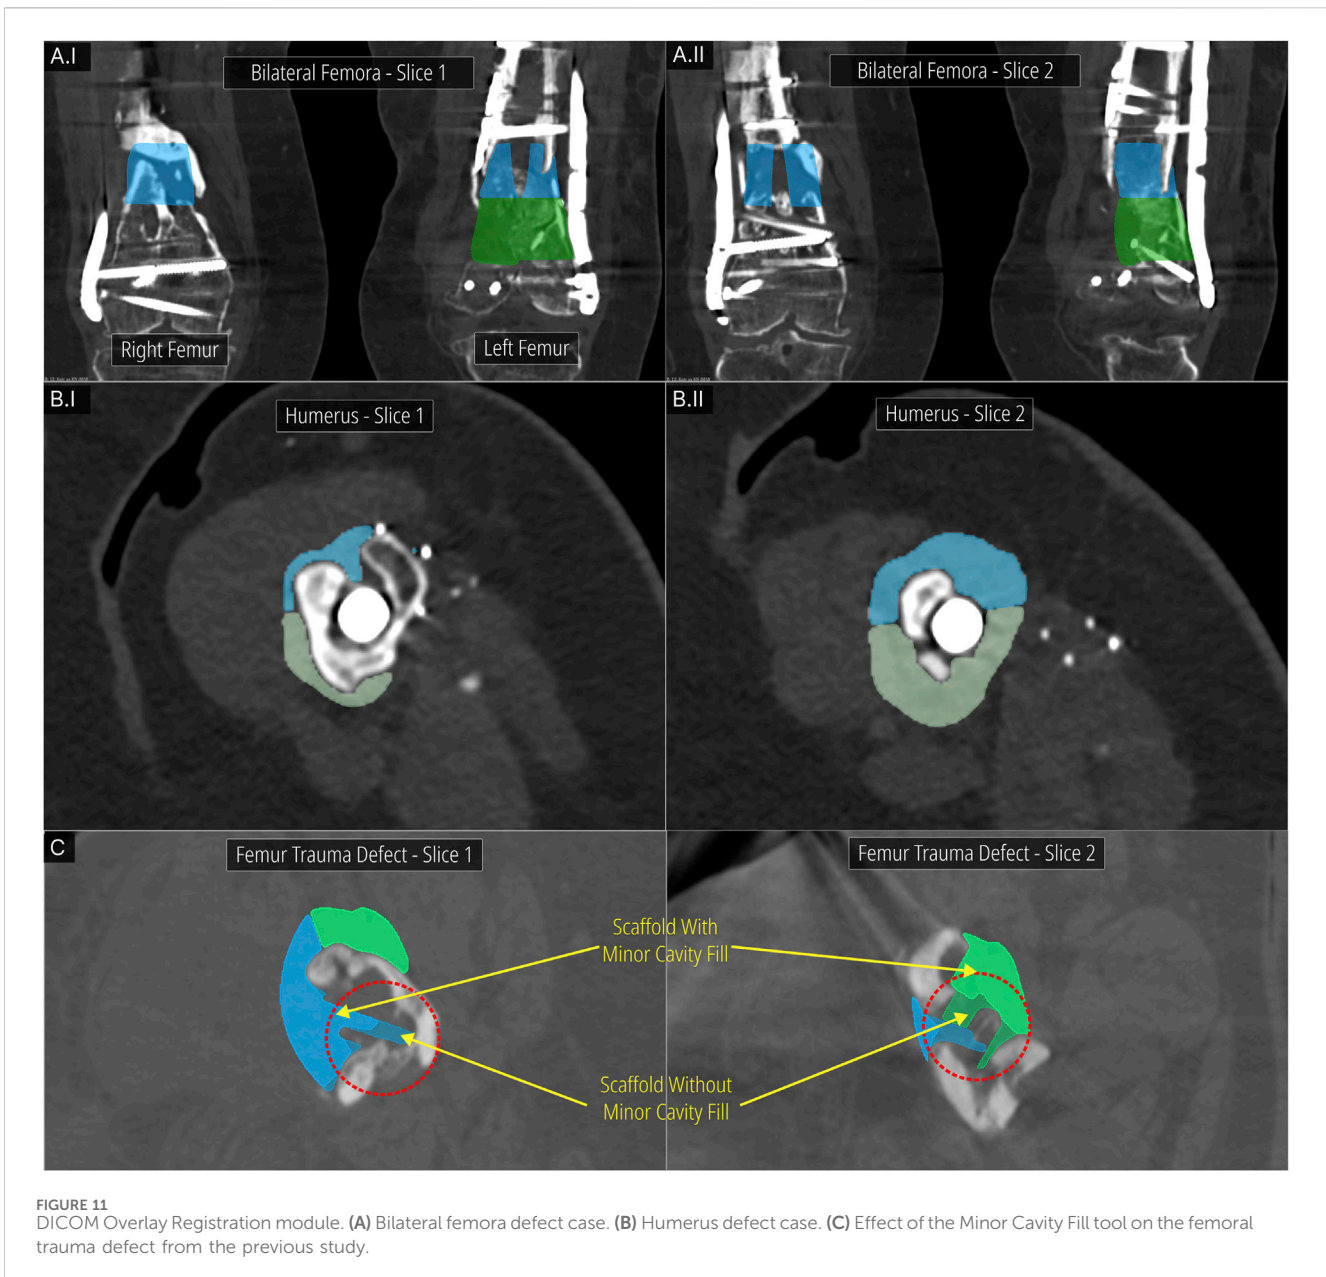 A.I
Bilateral Femora - Slice 1
A.II
Bilateral Femora - Slice 2
Right Femur
Left Femur
B.I
Humerus - Slice 1
B.II
Humerus - Slice 2
C
Femur Trauma Defect - Slice 1
Femur Trauma Defect - Slice 2
Scaffold With
Minor Cavity Fill
Scaffold Without
Minor Cavity Fill
FIGURE 11
DICOM Overlay Registration module. (A) Bilateral femora defect case. (B) Humerus defect case. (C) Effect of the Minor Cavity Fill tool on the femoral
trauma defect from the previous study.